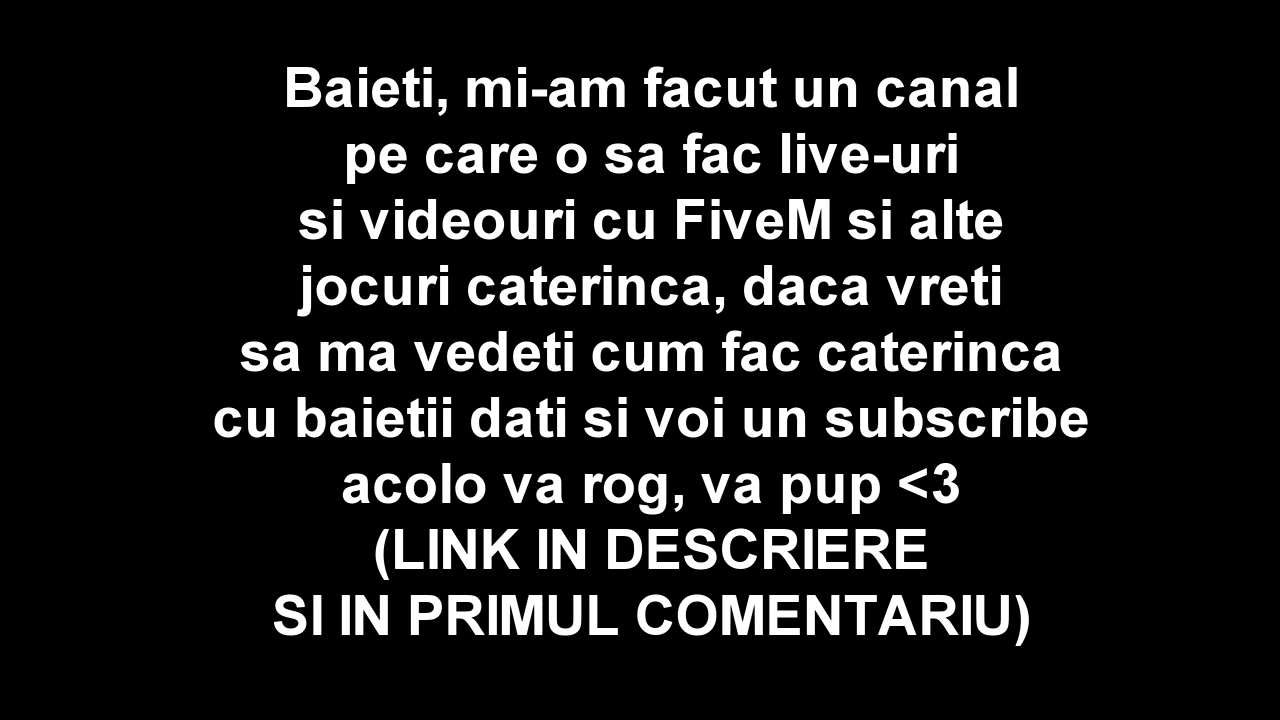 Baieti, mi-am facut un canal
pe care o sa fac live-uri
si videouri cu FiveM si alte
jocuri caterinca, daca vreti
sa ma vedeti cum fac caterinca
cu baietii dati si voi un subscribe
acolo va rog, va pup <3
(LINK IN DESCRIERE
SI IN PRIMUL COMENTARIU)